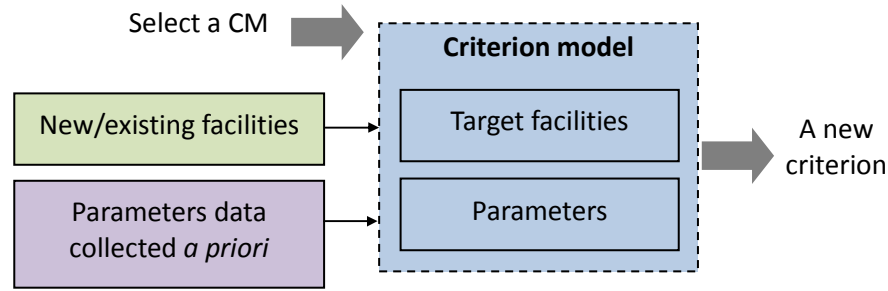 Select a CM
Criterion model
New/existing facilities
Target facilities
Parameters data
collected a priori
Parameters
A new
criterion